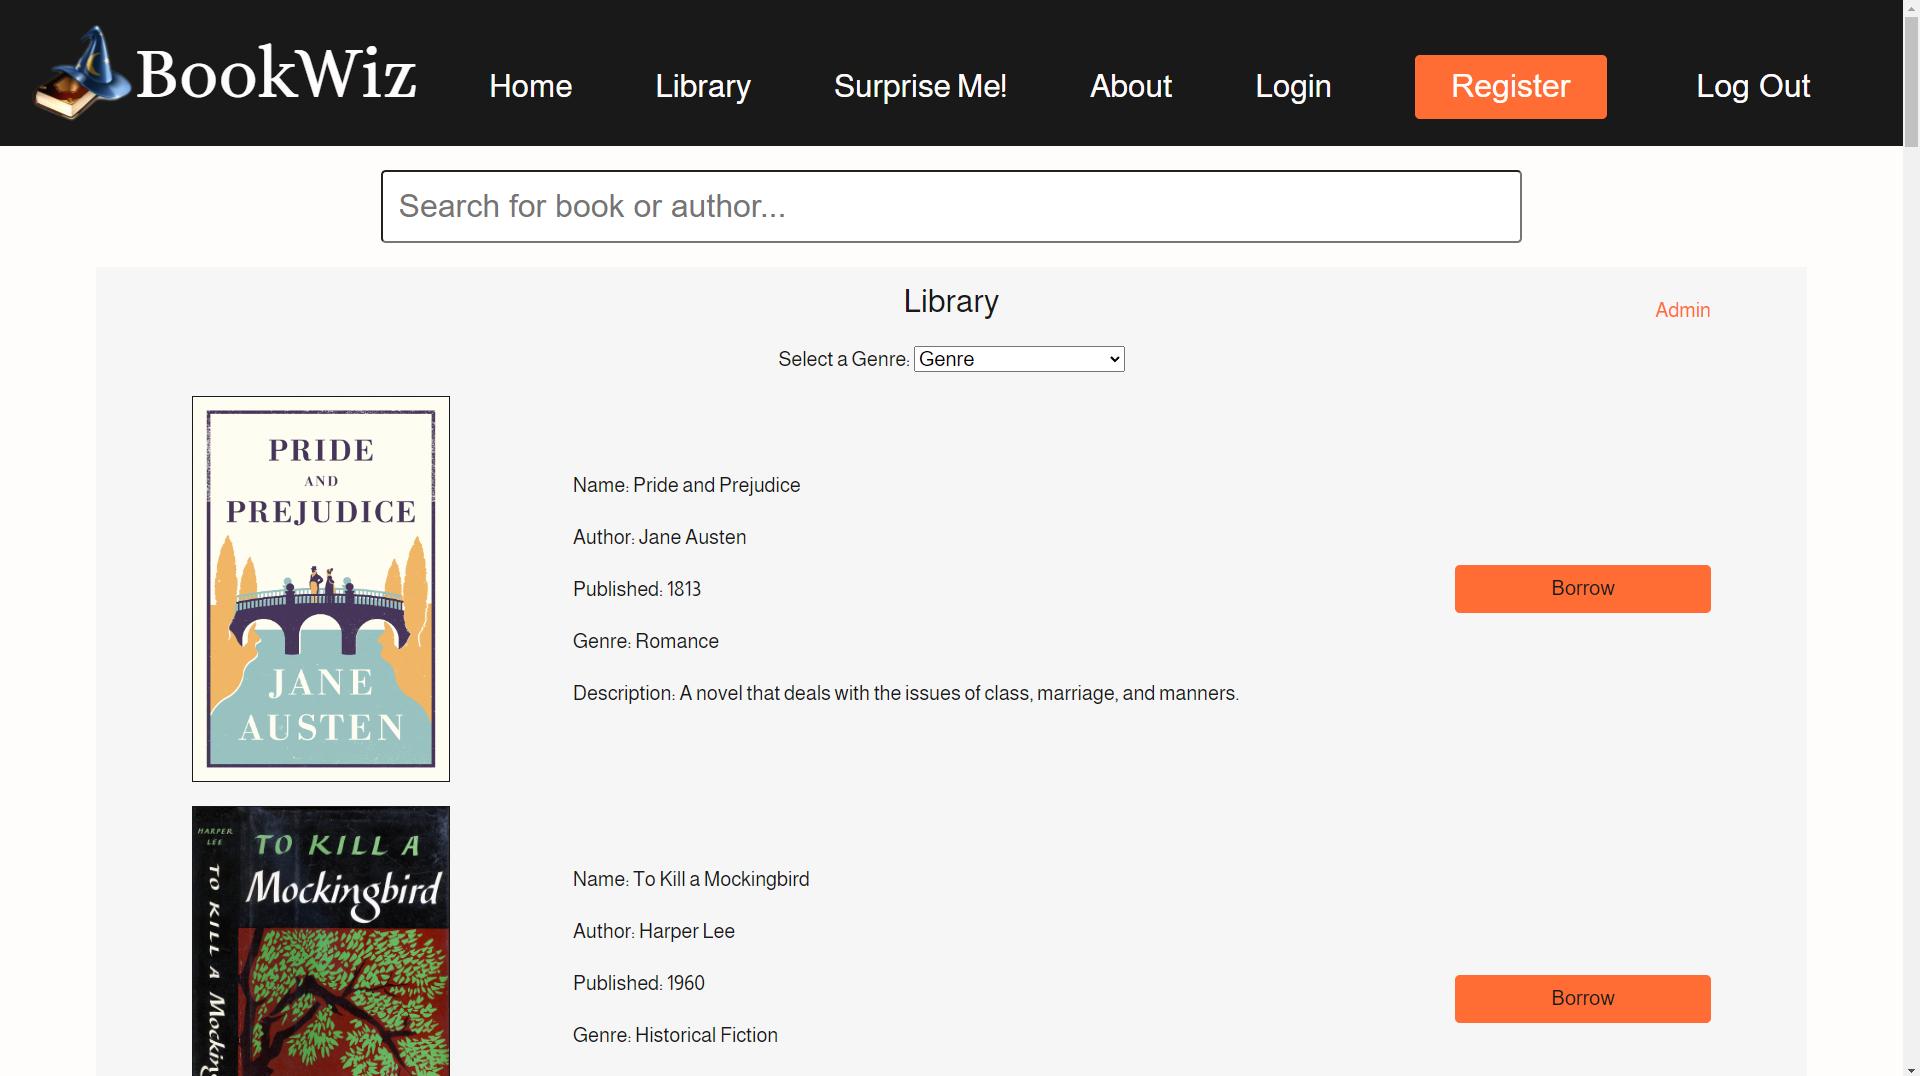 BookWiz
Home
Library
Surprise Me!
About
Login
Register
Log Out
Search for book or author...
Library
Admin
Select a Genre: Genre
PRIDE
AND
PREJUDICE
JANE
AUSTEN
Name: Pride and Prejudice
Author: Jane Austen
Published: 1813
Genre: Romance
Description: A novel that deals with the issues of class, marriage, and manners.
Borrow
HARPER
LEE
TO KILL A Mocking
TO KILL A
Mockingbird
Name: To Kill a Mockingbird
Author: Harper Lee
Published: 1960
Genre: Historical Fiction
Borrow